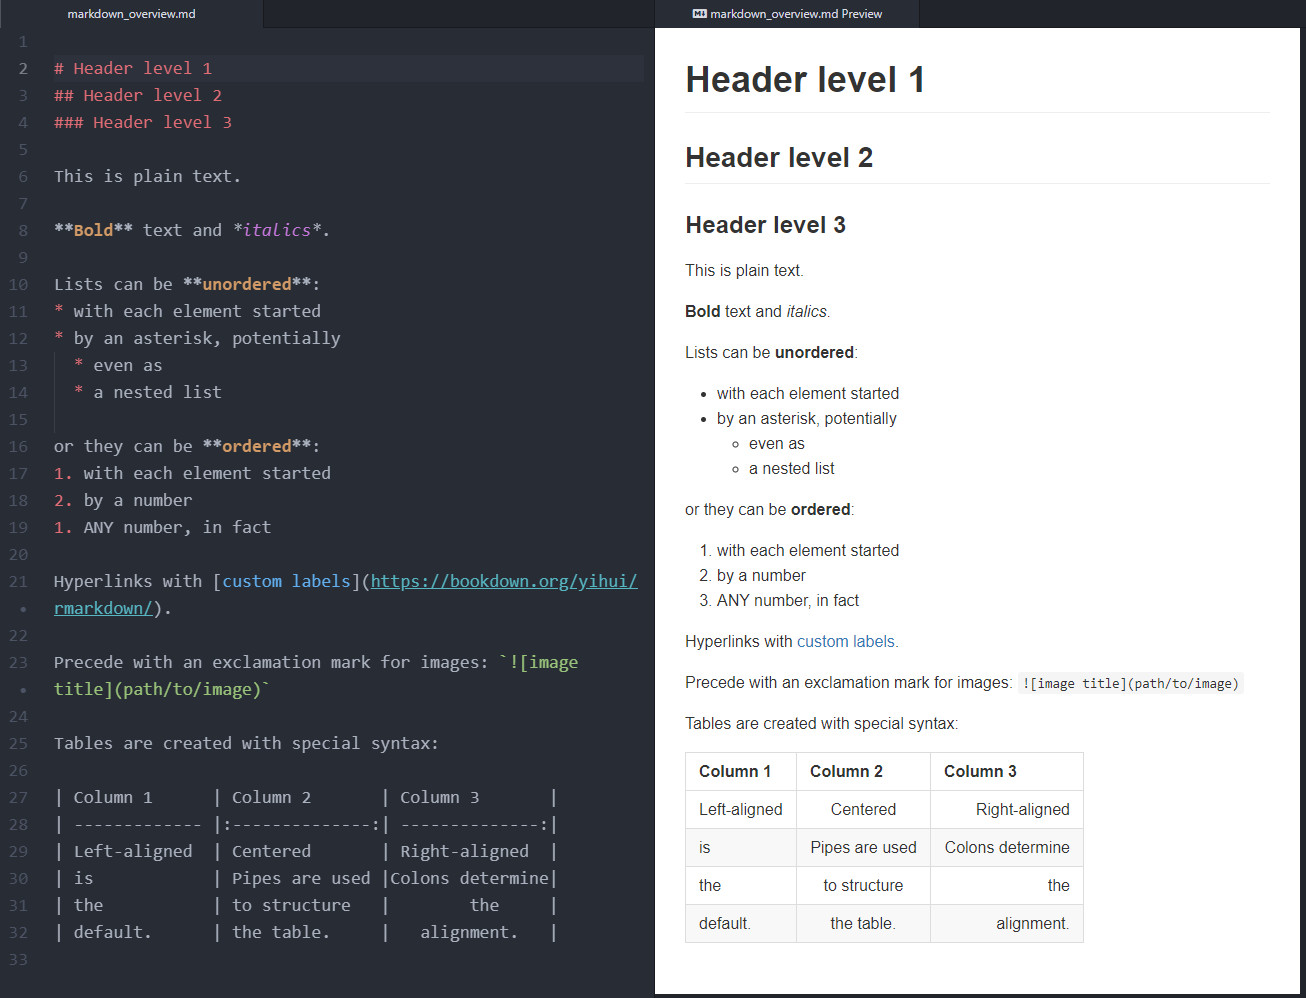 markdown_overview.md
1
2 # Header level 1
3 ## Header level 2
4 ### Header level 3
5
6 This is plain text.
7
8 **Bold** text and *italics*.
9
10 Lists can be **unordered**:
11 * with each element started
12 * by an asterisk, potentially
13   * even as
14   * a nested list
15
16 or they can be **ordered**:
17 1. with each element started
18 2. by a number
19 1. ANY number, in fact
20
21 Hyperlinks with [custom labels](https://bookdown.org/yihui/
• rmarkdown/).
22
23 Precede with an exclamation mark for images: `![image
• title](path/to/image)`
24
25 Tables are created with special syntax:
26
27 | Column 1      | Column 2       | Column 3       |
28 | ------------- |:--------------:| --------------:|
29 | Left-aligned  | Centered       | Right-aligned  |
30 | is            | Pipes are used |Colons determine|
31 | the           | to structure   |        the     |
32 | default.      | the table.     |   alignment.   |
33
M↓ markdown_overview.md Preview
Header level 1
Header level 2
Header level 3
This is plain text.
Bold text and italics.
Lists can be unordered:
• with each element started
• by an asterisk, potentially
◦ even as
◦ a nested list
or they can be ordered:
1. with each element started
2. by a number
3. ANY number, in fact
Hyperlinks with custom labels.
Precede with an exclamation mark for images: ![image title](path/to/image)
Tables are created with special syntax:
Column 1 Column 2 Column 3
Left-aligned Centered Right-aligned
is Pipes are used Colons determine
the to structure the
default. the table. alignment.